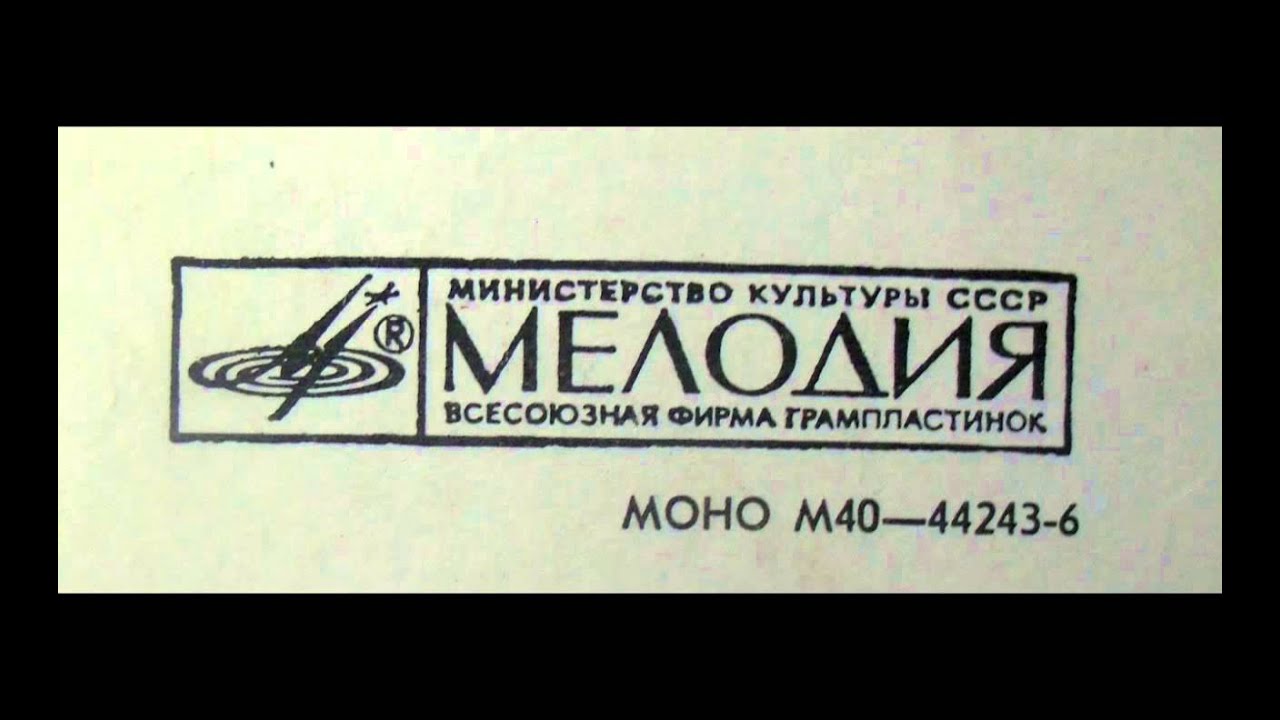 МИНИСТЕРСТВО КУЛЬТУРЫ СССР
МЕЛОДИЯ
®
ВСЕСОЮЗНАЯ ФИРМА ГРАМПЛАСТИНОК
МОНО М40—44243-6